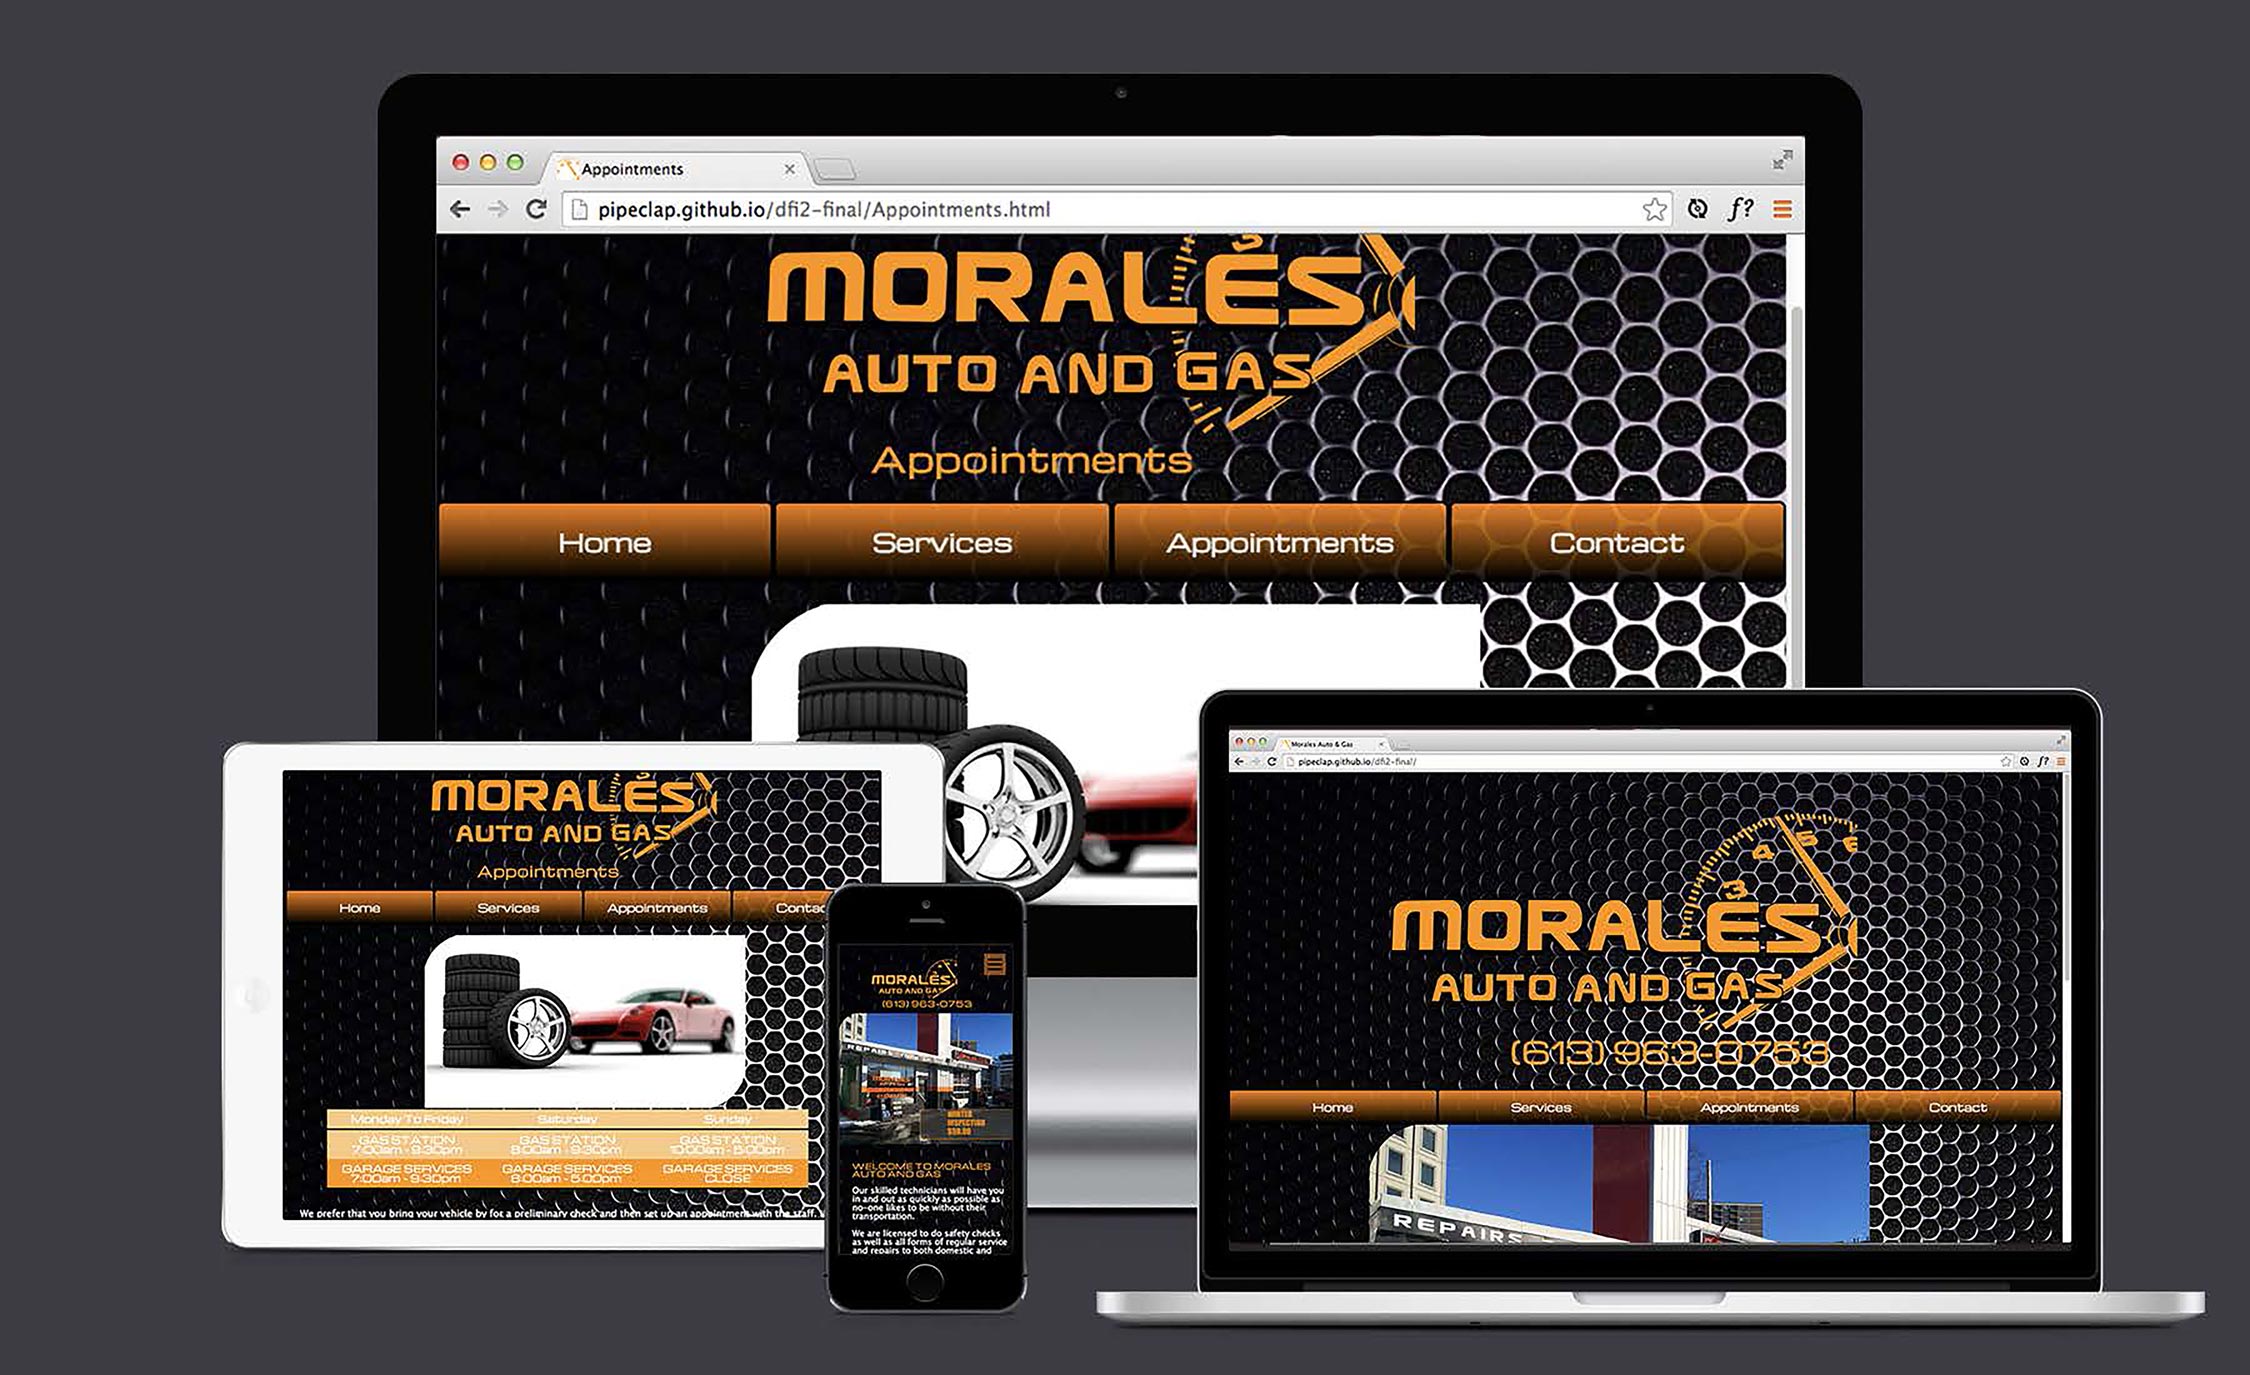 Appointments
pipeclap.github.io/dfi2-final/Appointments.html
f?
3
MORALES
AUTO AND GAS
Appointments
Home Services Appointments Contact
MORALES
AUTO AND GAS
Appointments
Home Services Appointments Contac
Monday To Friday Saturday Sunday
GAS STATION GAS STATION GAS STATION
7:00am - 9:30pm 8:00am - 9:30pm 10:00am - 5:00pm
GARAGE SERVICES GARAGE SERVICES GARAGE SERVICES
7:00am - 9:30pm 8:00am - 5:00pm CLOSE
We prefer that you bring your vehicle by for a preliminary check and then set up an appointment with the staff.
MORALES
AUTO AND GAS
(613) 963-0753
REPAIRS
WINTER
INSPECTION
WELCOME TO MORALES
AUTO AND GAS
Our skilled technicians will have you
in and out as quickly as possible as
no-one likes to be without their
transportation.
We are licensed to do safety checks
as well as all forms of regular service
and repairs to both domestic and
Morales Auto & Gas
pipeclap.github.io/dfi2-final/
f?
3 4 5 6
MORALES
AUTO AND GAS
(613) 963-0753
Home Services Appointments Contact
REPAIRS